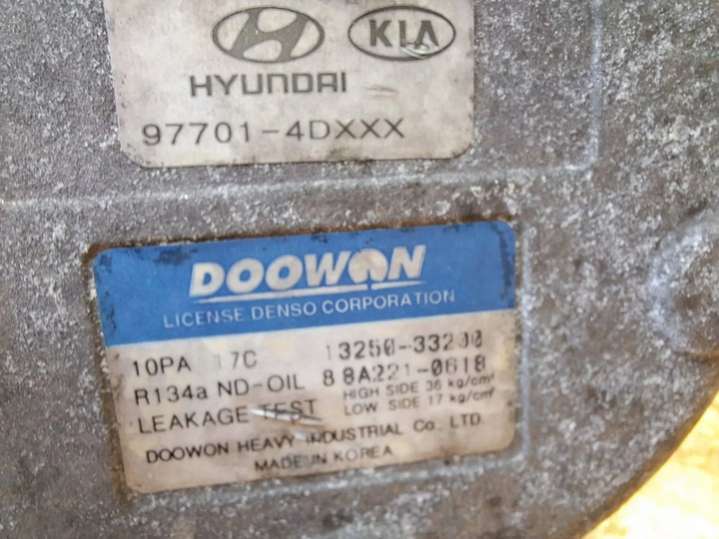 KIA
HYUNDAI
97701-4DXXX
DOOWON
LICENSE DENSO CORPORATION
10PA 17C 13250-33200
R134a ND-OIL 8 8A221-0618
HIGH SIDE 36 kg/cm²
LEAKAGE TEST LOW SIDE 17 kg/cm²
DOOWON HEAVY INDUSTRIAL Co. LTD
MADE IN KOREA